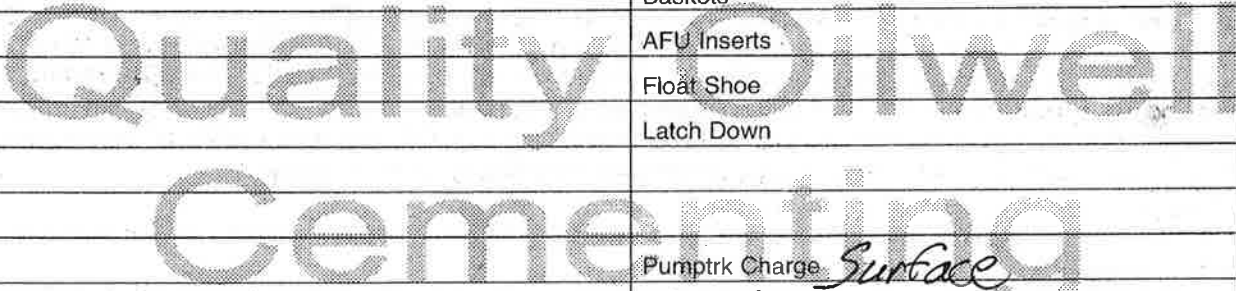 Baskets
Quality Oilwell
AFU Inserts
Float Shoe
Latch Down
Cementing
Pumptrk Charge Surface